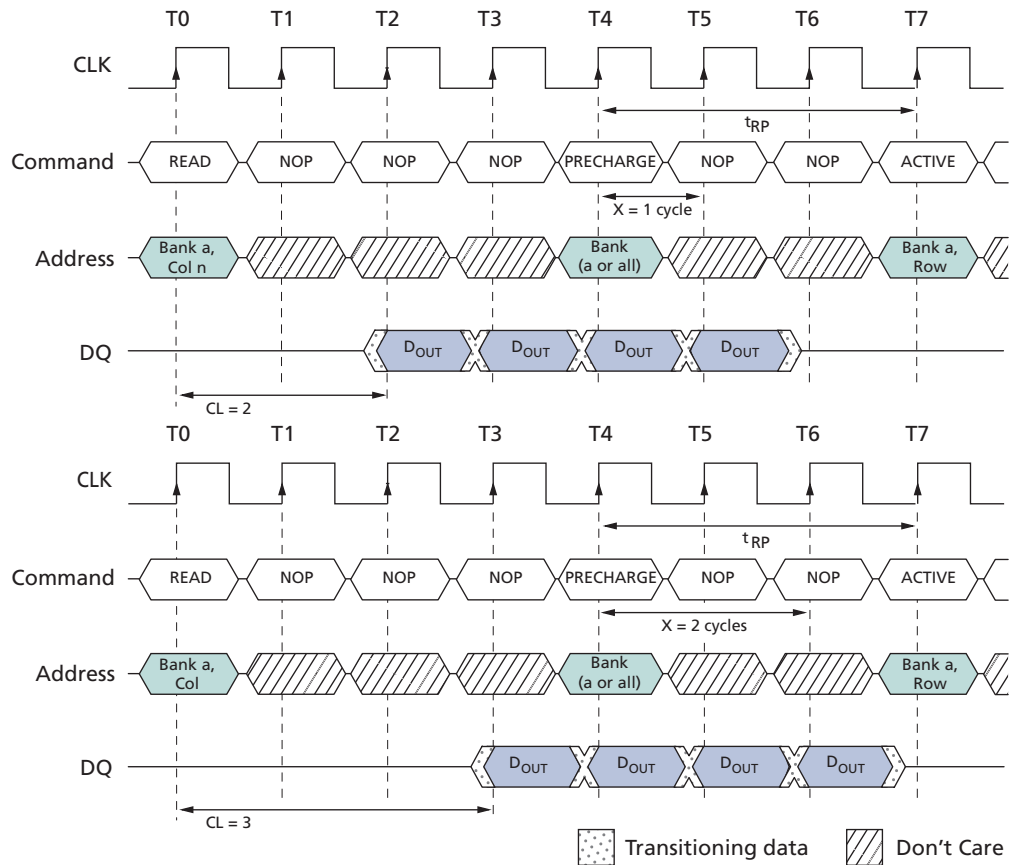 T0 T1 T2 T3 T4 T5 T6 T7
CLK
tRP
Command READ NOP NOP NOP PRECHARGE NOP NOP ACTIVE
X = 1 cycle
Address Bank a, Col n Bank (a or all) Bank a, Row
DQ DOUT DOUT DOUT DOUT
CL = 2
T0 T1 T2 T3 T4 T5 T6 T7
CLK
tRP
Command READ NOP NOP NOP PRECHARGE NOP NOP ACTIVE
X = 2 cycles
Address Bank a, Col Bank (a or all) Bank a, Row
DQ DOUT DOUT DOUT DOUT
CL = 3
Transitioning data Don't Care